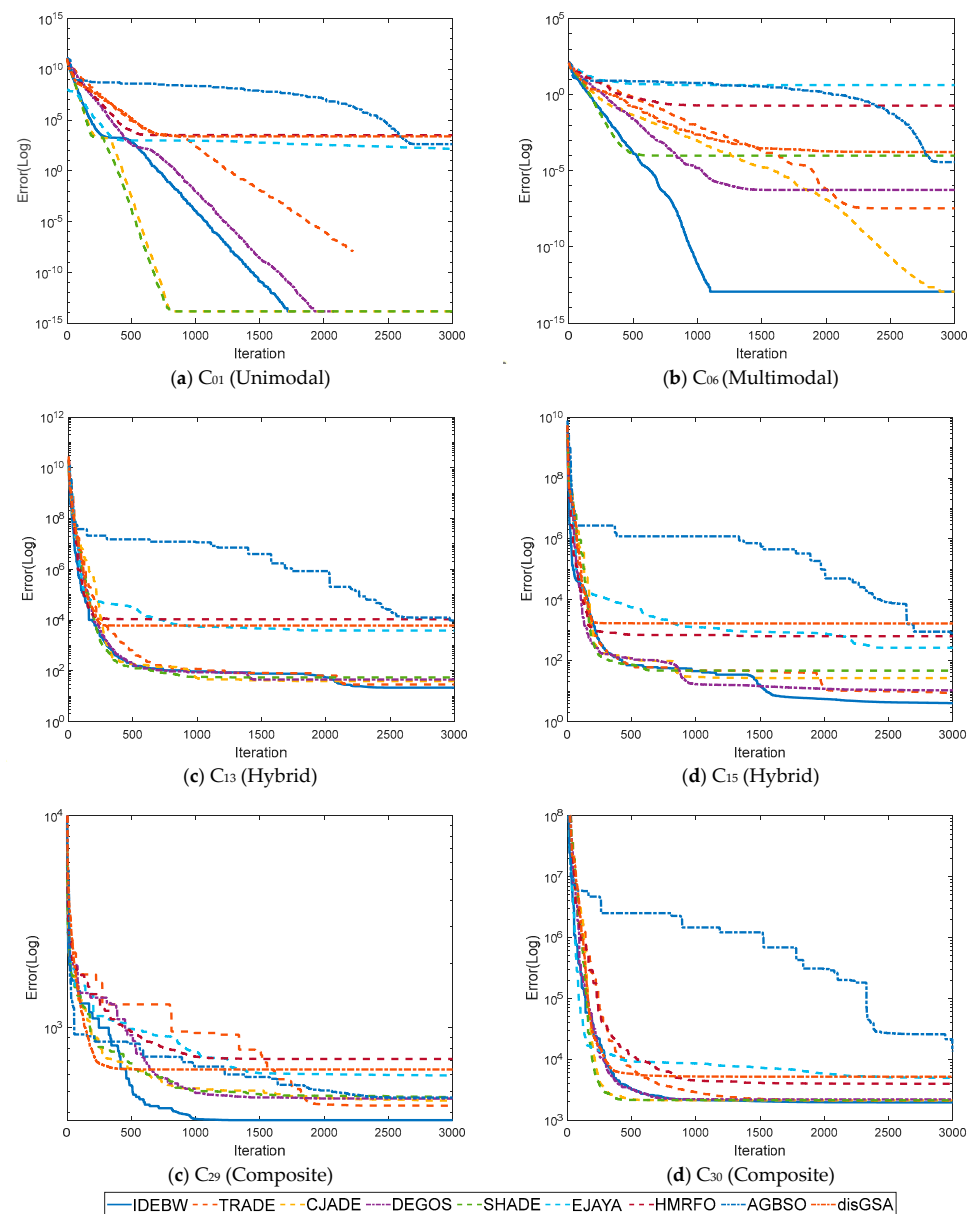 10^15
10^10
10^5
10^0
10^-5
10^-10
10^-15
Error(Log)
0 500 1000 1500 2000 2500 3000
Iteration
(a) C01 (Unimodal)
10^5
10^0
10^-5
10^-10
10^-15
Error(Log)
0 500 1000 1500 2000 2500 3000
Iteration
(b) C06 (Multimodal)
10^12
10^10
10^8
10^6
10^4
10^2
10^0
Error(Log)
0 500 1000 1500 2000 2500 3000
Iteration
(c) C13 (Hybrid)
10^10
10^8
10^6
10^4
10^2
10^0
Error(Log)
0 500 1000 1500 2000 2500 3000
Iteration
(d) C15 (Hybrid)
10^4
10^3
Error(Log)
0 500 1000 1500 2000 2500 3000
Iteration
(c) C29 (Composite)
10^8
10^7
10^6
10^5
10^4
10^3
Error(Log)
0 500 1000 1500 2000 2500 3000
Iteration
(d) C30 (Composite)
IDEBW TRADE CJADE DEGOS SHADE EJAYA HMRFO AGBSO disGSA